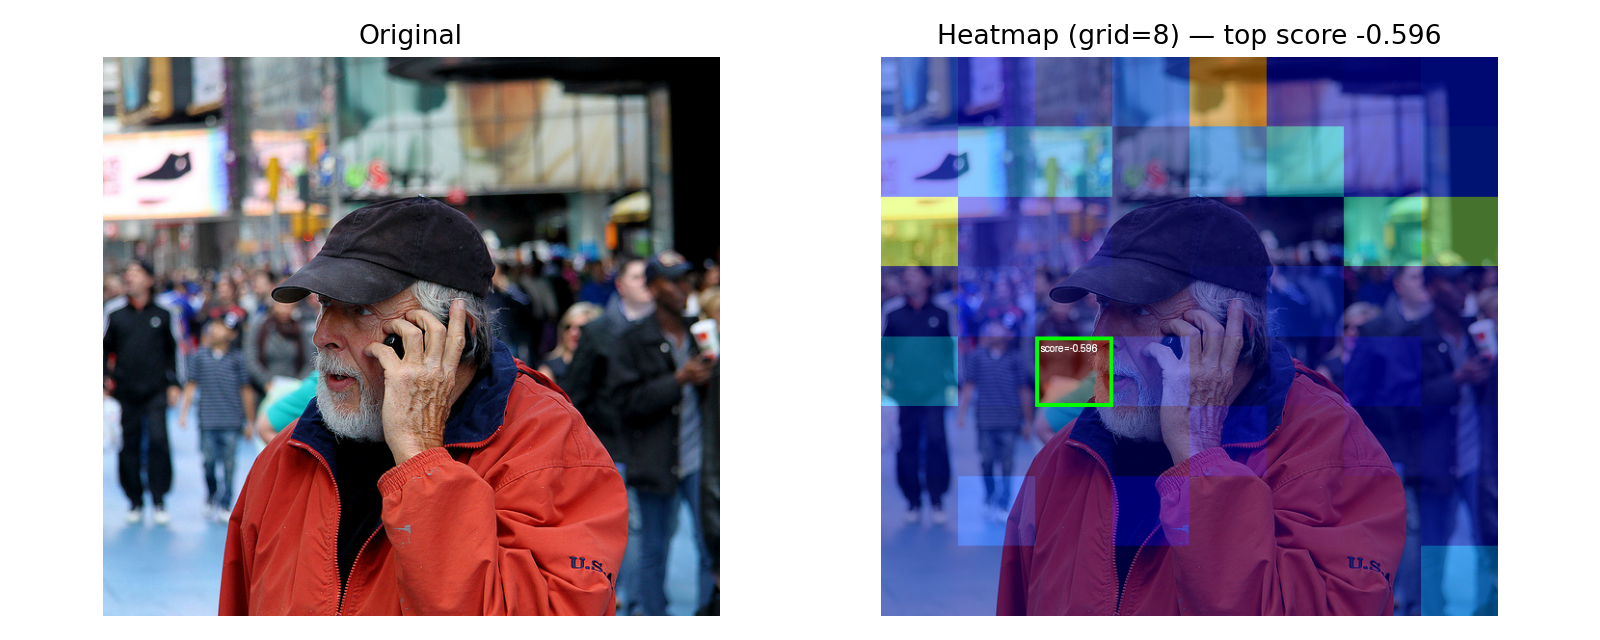 Original
Heatmap (grid=8) — top score -0.596
score=-0.596
U.S.
U.S.